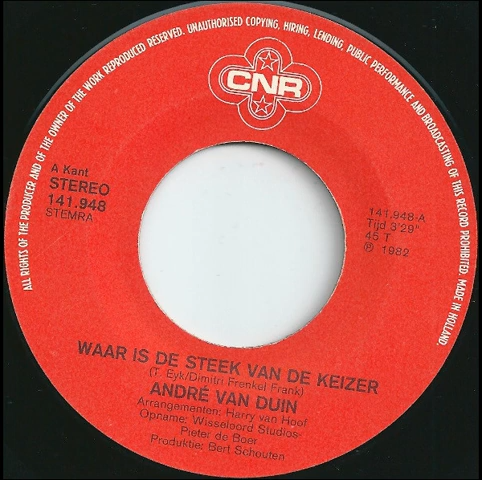 ALL RIGHTS OF THE PRODUCER AND OF THE OWNER OF THE WORK REPRODUCED RESERVED. UNAUTHORISED COPYING, HIRING, LENDING, PUBLIC PERFORMANCE AND BROADCASTING OF THIS RECORD PROHIBITED. MADE IN HOLLAND.
CNR
A Kant
STEREO
141.948
STEMRA
141.948-A
Tijd 3'29"
45 T
℗ 1982
WAAR IS DE STEEK VAN DE KEIZER
(T. Eyk/Dimitri Frenkel Frank)
ANDRÉ VAN DUIN
Arrangementen: Harry van Hoof
Opname: Wisseloord Studios-
Pieter de Boer
Produktie: Bert Schouten